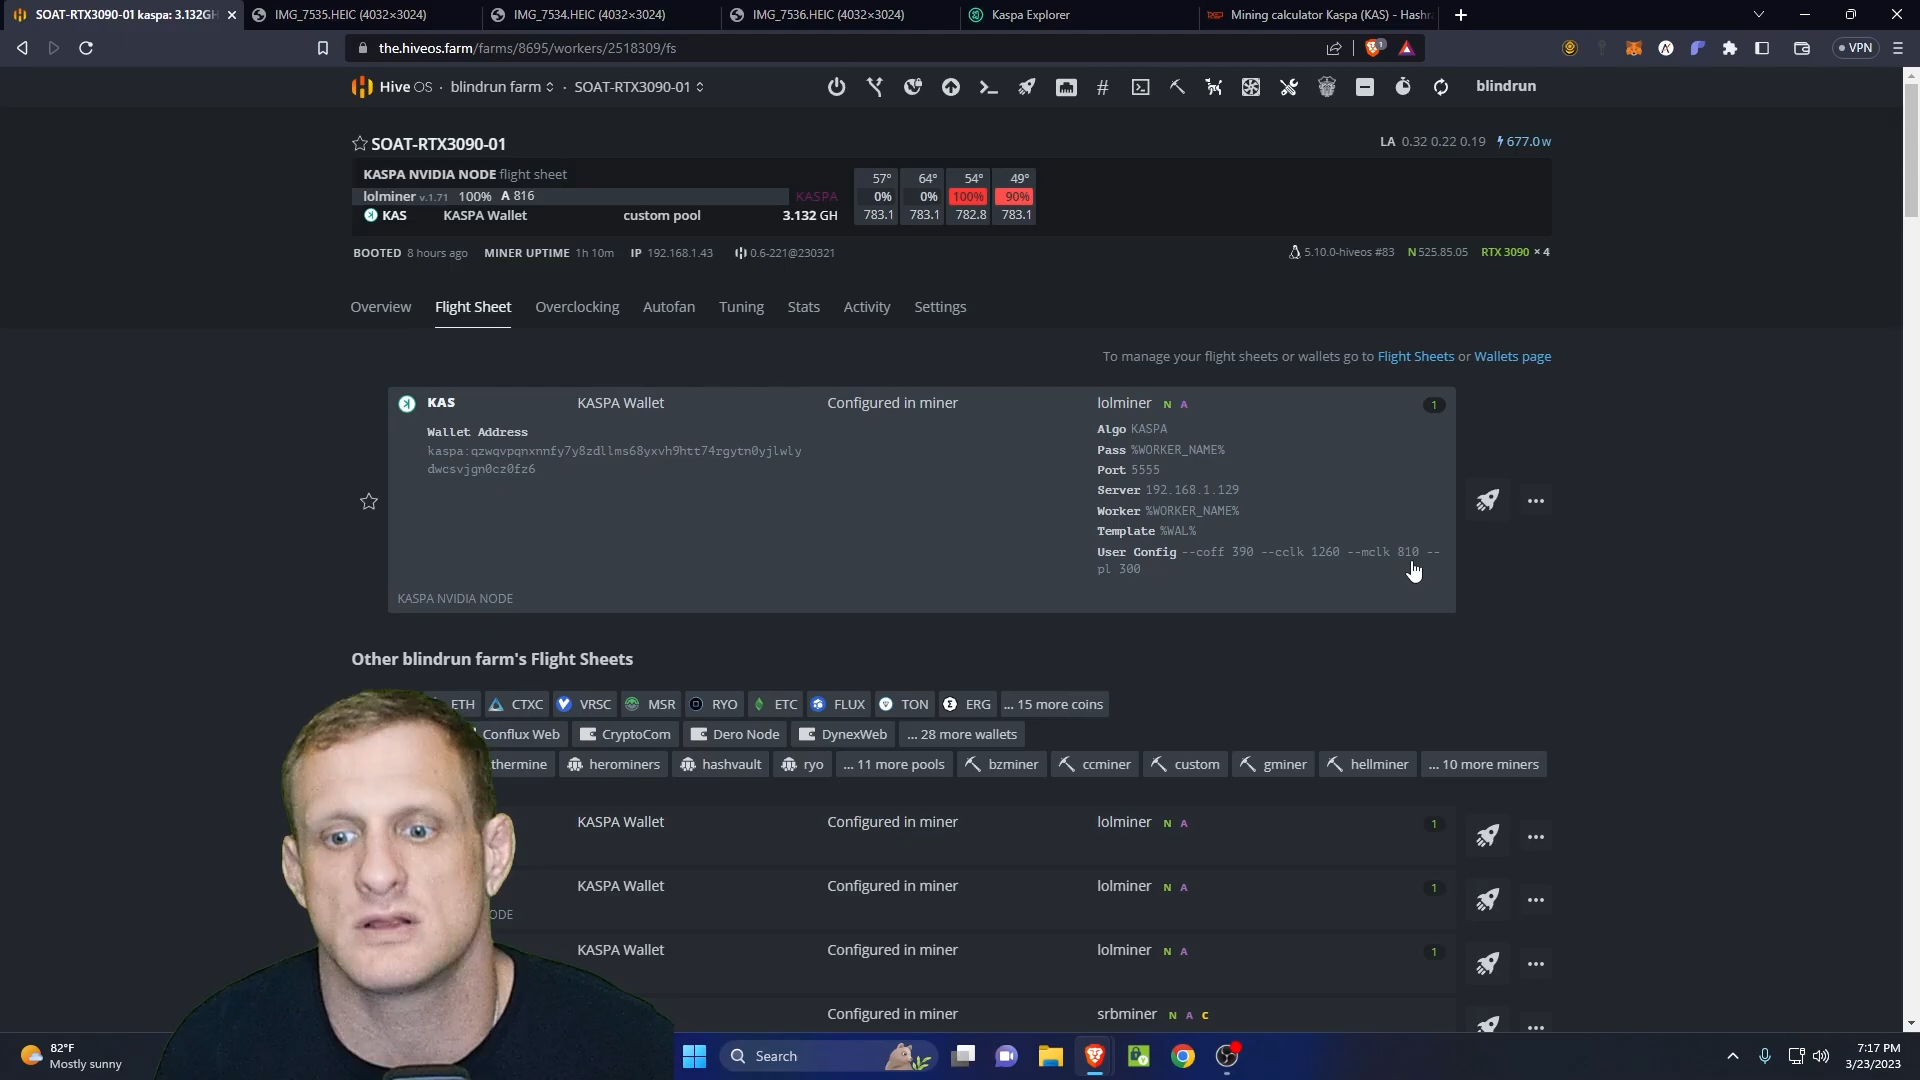 SOAT-RTX3090-01 kaspa: 3.132GH
IMG_7535.HEIC (4032×3024)
IMG_7534.HEIC (4032×3024)
IMG_7536.HEIC (4032×3024)
Kaspa Explorer
Mining calculator Kaspa (KAS) - Hashr
the.hiveos.farm/farms/8695/workers/2518309/fs
1
VPN
Hive OS · blindrun farm · SOAT-RTX3090-01
blindrun
SOAT-RTX3090-01
LA 0.32 0.22 0.19 677.0 w
KASPA NVIDIA NODE flight sheet
57° 64° 54° 49°
lolminer v.1.71 100% A 816 KASPA
0% 0% 100% 90%
KAS KASPA Wallet custom pool 3.132 GH
783.1 783.1 782.8 783.1
BOOTED 8 hours ago MINER UPTIME 1h 10m IP 192.168.1.43 0.6-221@230321
5.10.0-hiveos #83 N 525.85.05 RTX 3090 × 4
Overview Flight Sheet Overclocking Autofan Tuning Stats Activity Settings
To manage your flight sheets or wallets go to Flight Sheets or Wallets page
KAS KASPA Wallet Configured in miner lolminer N A 1
Wallet Address
kaspa:qzwqvpqnxnnfy7y8zdllms68yxvh9htt74rgytn0yjlwly
dwcsvjgn0cz0fz6
Algo KASPA
Pass %WORKER_NAME%
Port 5555
Server 192.168.1.129
Worker %WORKER_NAME%
Template %WAL%
User Config --coff 390 --cclk 1260 --mclk 810 --
pl 300
KASPA NVIDIA NODE
Other blindrun farm's Flight Sheets
ETH CTXC VRSC MSR RYO ETC FLUX TON ERG ... 15 more coins
Conflux Web CryptoCom Dero Node DynexWeb ... 28 more wallets
thermine herominers hashvault ryo ... 11 more pools bzminer ccminer custom gminer hellminer ... 10 more miners
KASPA Wallet Configured in miner lolminer N A 1
KASPA Wallet Configured in miner lolminer N A 1
ODE
KASPA Wallet Configured in miner lolminer N A 1
Configured in miner srbminer N A C
82°F
Mostly sunny
Search
7:17 PM
3/23/2023